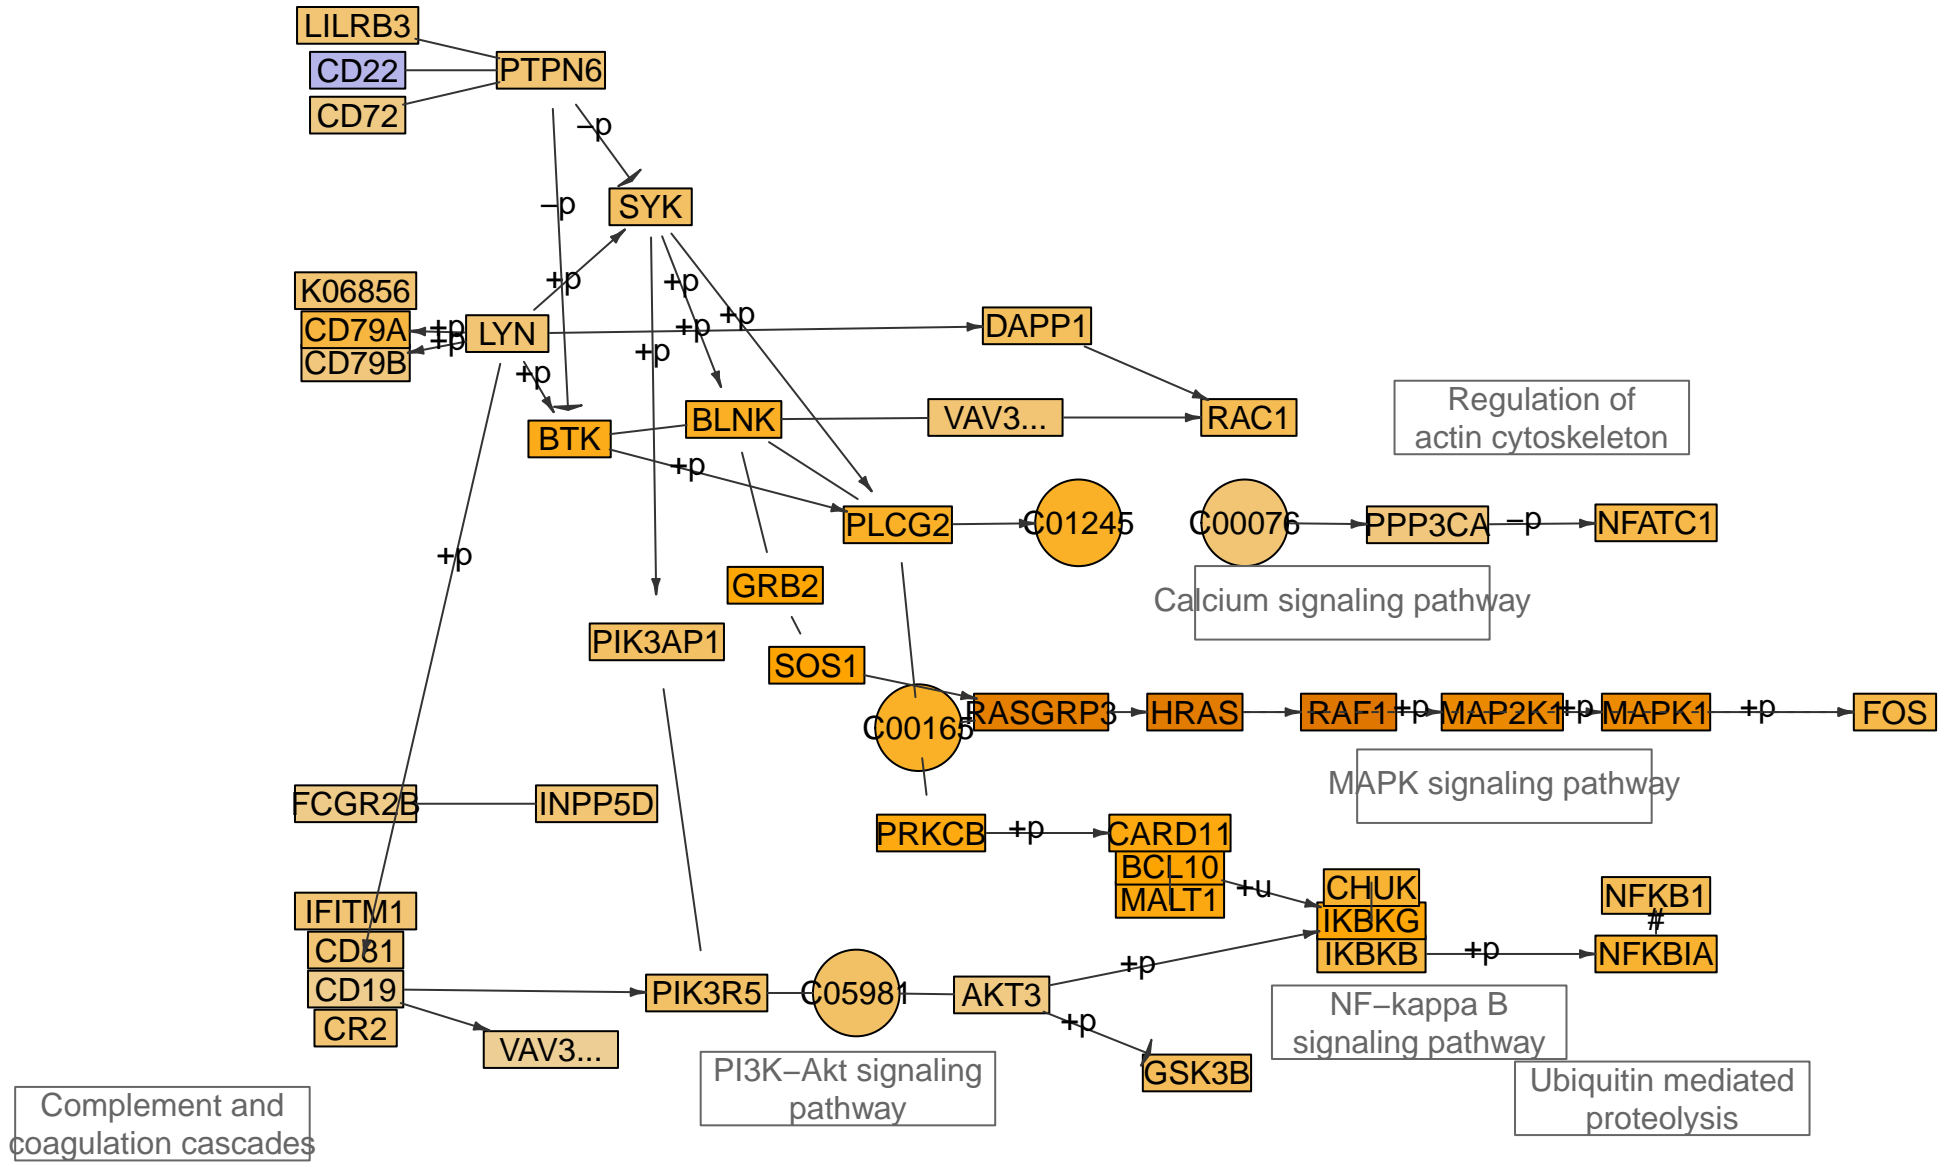 LILRB3
CD22
PTPN6
CD72
–p
SYK
–p
+p
+p
K06856
CD79A
+p
LYN
+p
+p
DAPP1
+p
CD79B
+p
+p
+p
BTK
BLNK
VAV3...
RAC1
Regulation of
actin cytoskeleton
+p
PLCG2
C01245
C00076
PPP3CA
–p
NFATC1
+p
GRB2
Calcium signaling pathway
PIK3AP1
SOS1
C00165
RASGRP3
HRAS
RAF1
+p
MAP2K1
+p
MAPK1
+p
FOS
MAPK signaling pathway
FCGR2B
INPP5D
PRKCB
+p
CARD11
BCL10
MALT1
+u
CHUK
IKBKG
IKBKB
+p
NFKB1
#
NFKBIA
IFITM1
CD81
CD19
CR2
VAV3...
PIK3R5
C05981
AKT3
+p
+p
GSK3B
NF–kappa B
signaling pathway
PI3K–Akt signaling
pathway
Ubiquitin mediated
proteolysis
Complement and
coagulation cascades